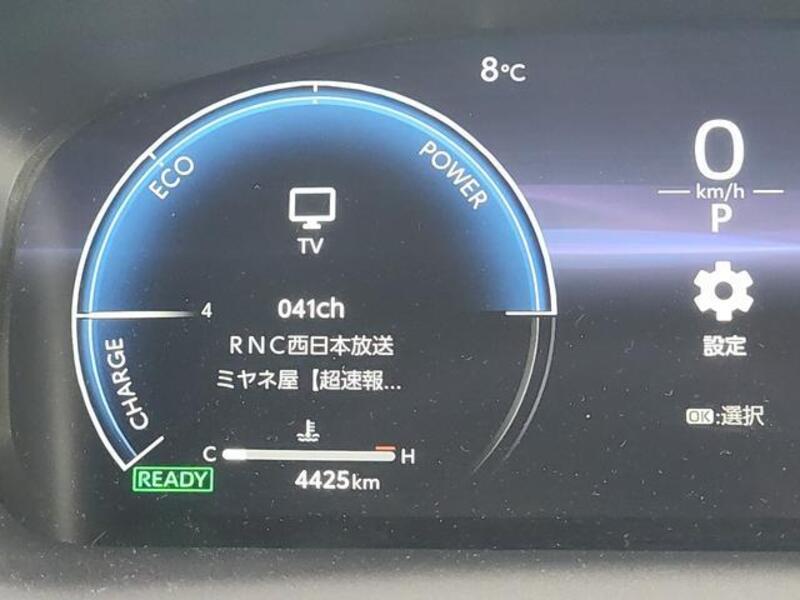 8°C
ECO
POWER
TV
0
km/h
P
4
041ch
RNC西日本放送
ミヤネ屋【超速報...
設定
CHARGE
OK:選択
C
H
READY
4425km